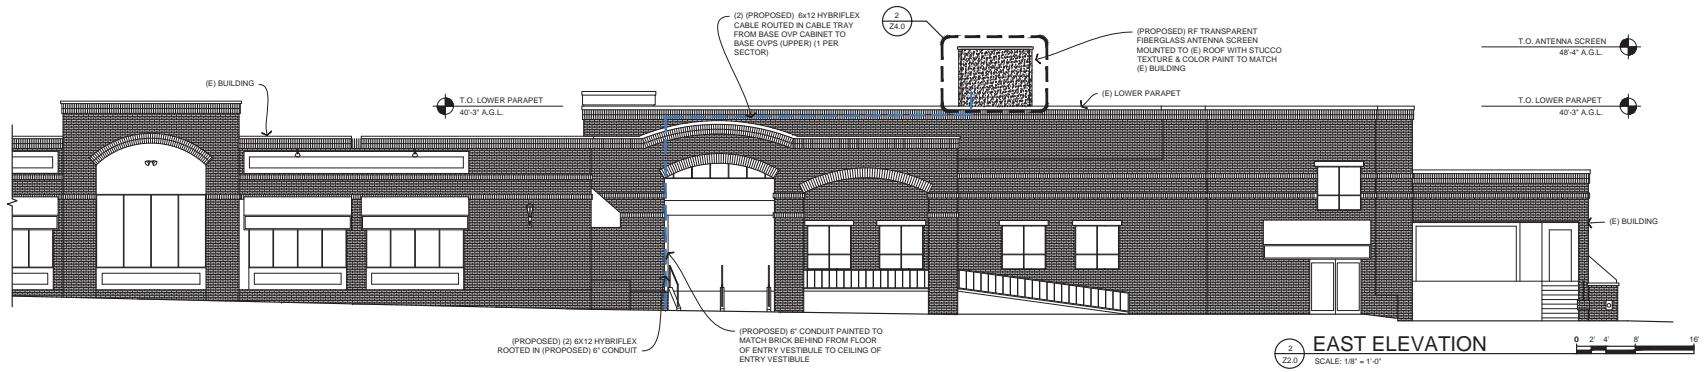 (2) (PROPOSED) 6x12 HYBRIFLEX
CABLE ROUTED IN CABLE TRAY
FROM BASE OVP CABINET TO
BASE OVPS (UPPER) (1 PER
SECTOR)
2
Z4.0
(PROPOSED) RF TRANSPARENT
FIBERGLASS ANTENNA SCREEN
MOUNTED TO (E) ROOF WITH STUCCO
TEXTURE & COLOR PAINT TO MATCH
(E) BUILDING
T.O. ANTENNA SCREEN
48'-4" A.G.L.
(E) BUILDING
T.O. LOWER PARAPET
40'-3" A.G.L.
(E) LOWER PARAPET
T.O. LOWER PARAPET
40'-3" A.G.L.
(E) BUILDING
(PROPOSED) (2) 6X12 HYBRIFLEX
ROOTED IN (PROPOSED) 6" CONDUIT
(PROPOSED) 6" CONDUIT PAINTED TO
MATCH BRICK BEHIND FROM FLOOR
OF ENTRY VESTIBULE TO CEILING OF
ENTRY VESTIBULE
2
Z2.0
EAST ELEVATION
SCALE: 1/8" = 1'-0"
0 2' 4' 8' 16'